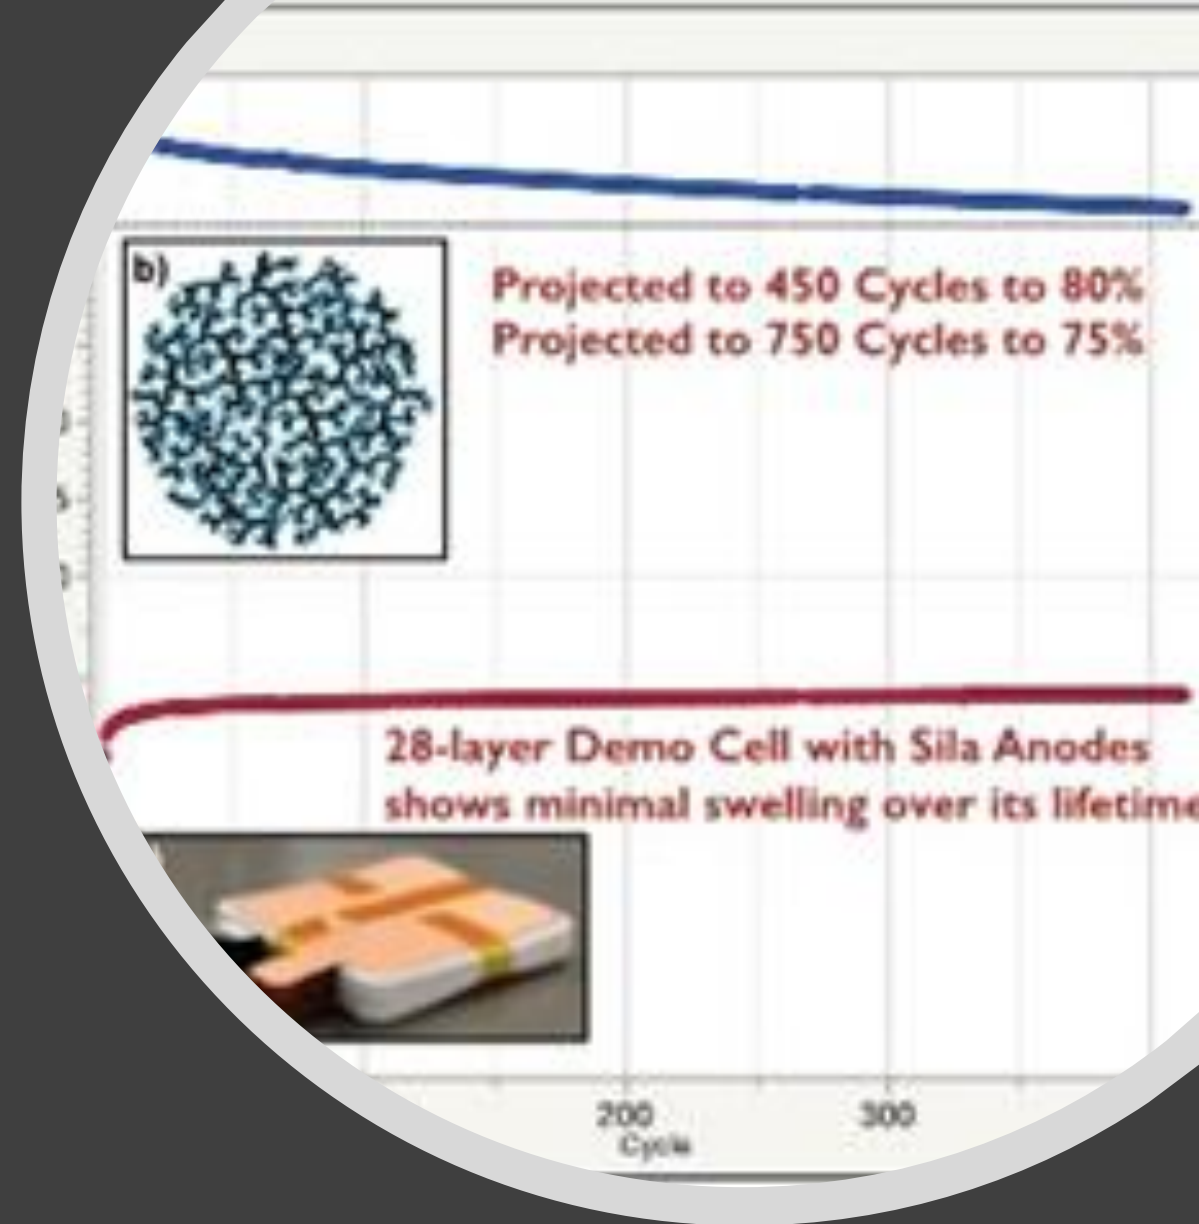 b)
Projected to 450 Cycles to 80%
Projected to 750 Cycles to 75%
28-layer Demo Cell with Sila Anodes
shows minimal swelling over its lifetime
200
300
Cycle